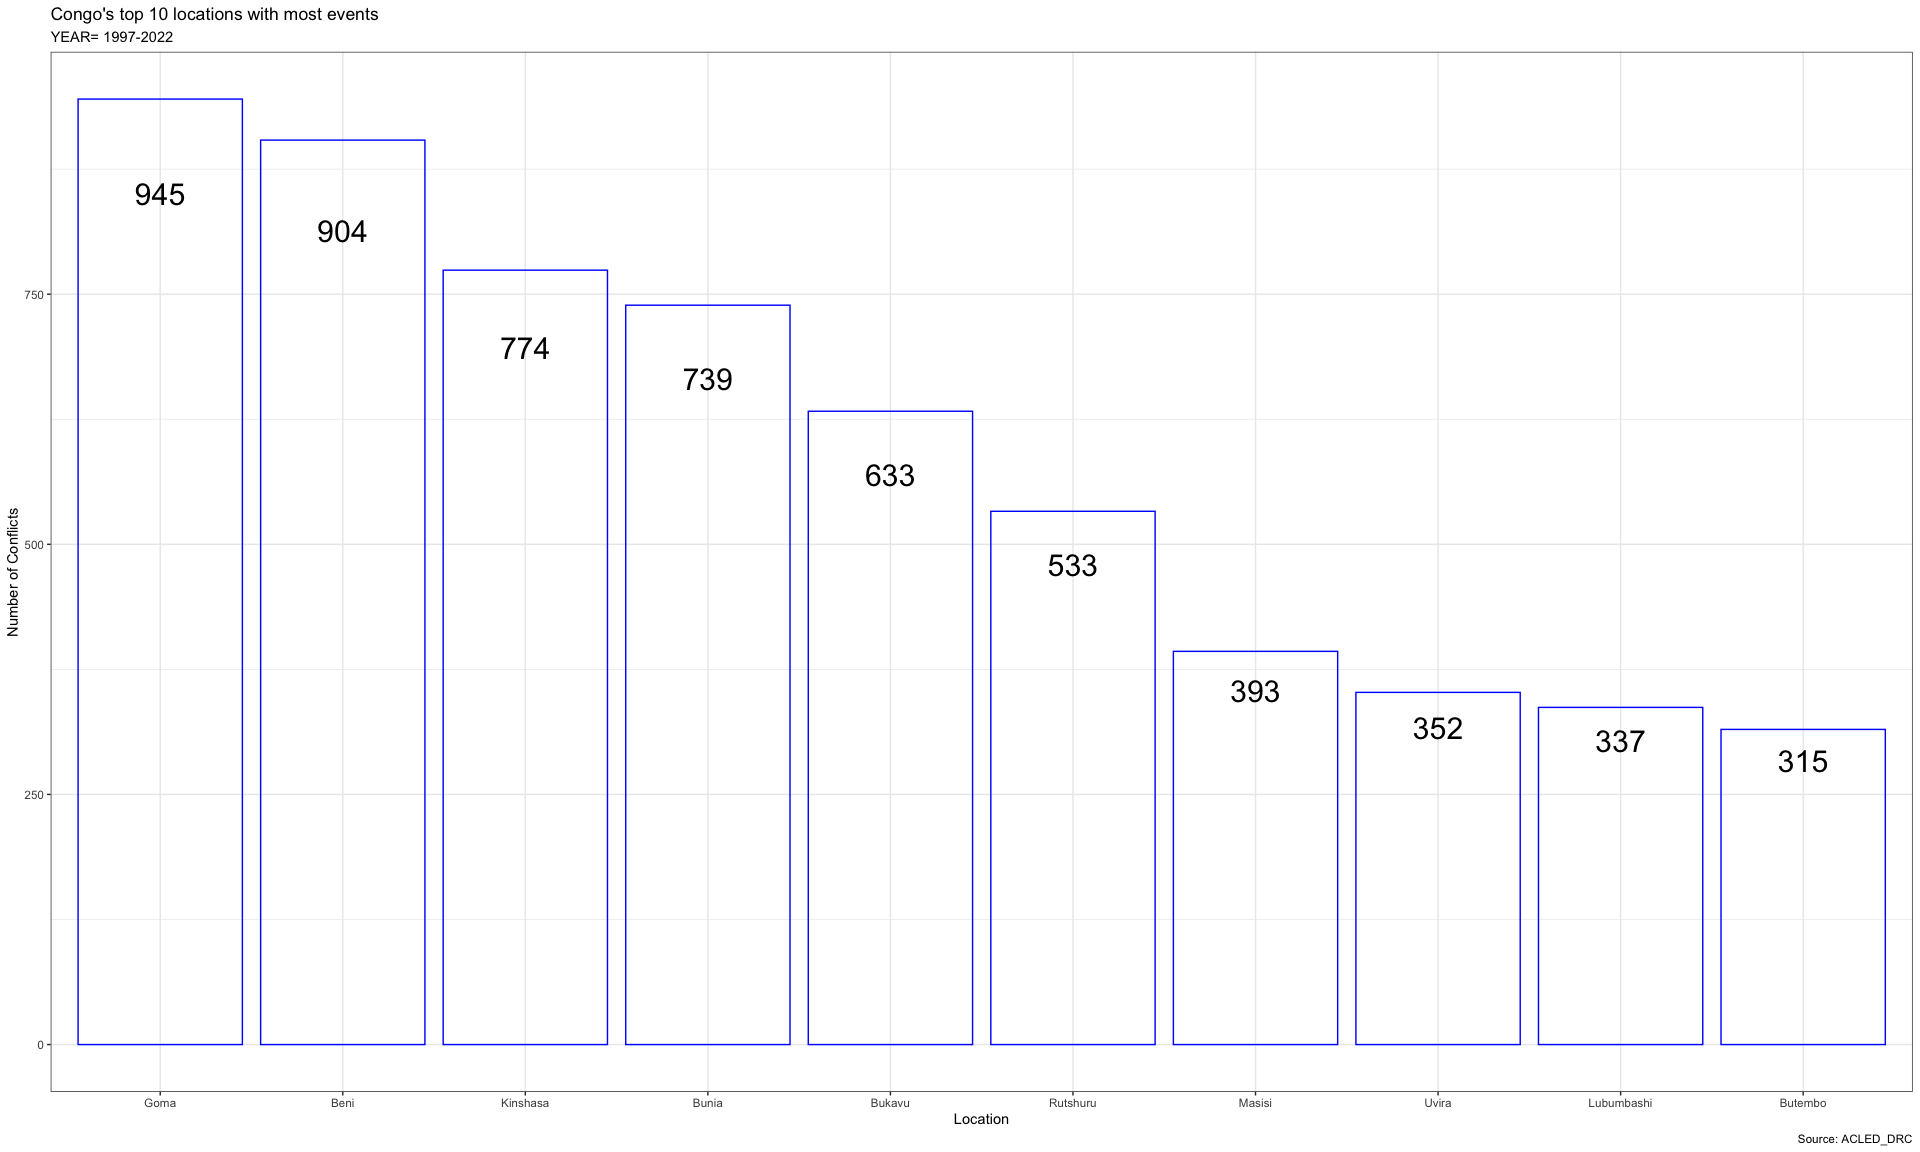 Congo's top 10 locations with most events
YEAR= 1997-2022
945
904
774
739
633
533
393
352
337
315
750
500
250
0
Number of Conflicts
Goma Beni Kinshasa Bunia Bukavu Rutshuru Masisi Uvira Lubumbashi Butembo
Location
Source: ACLED_DRC